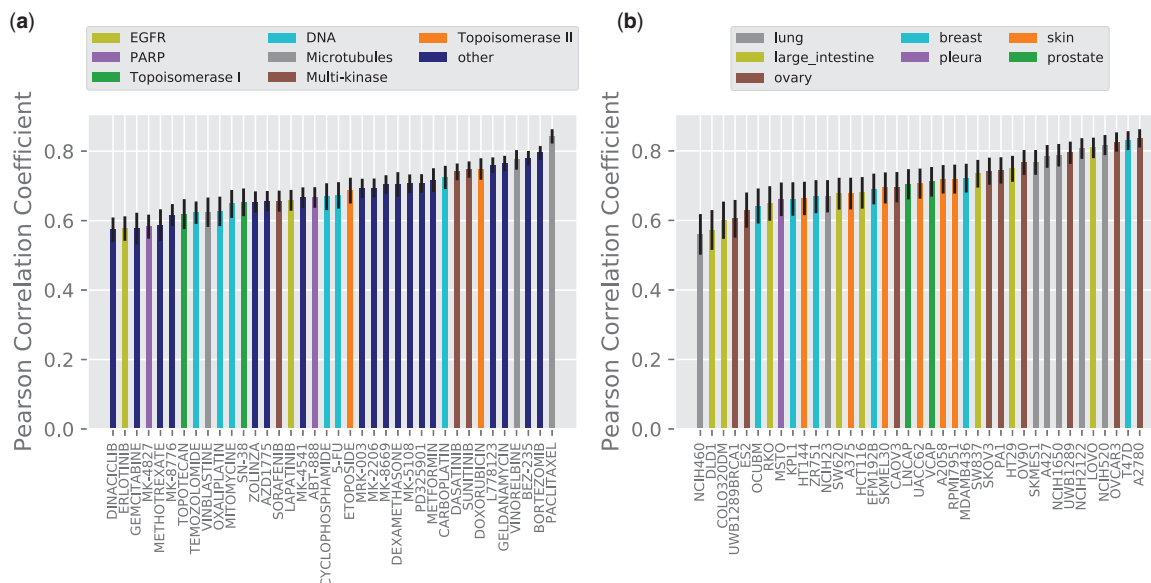 (a)
EGFR
PARP
Topoisomerase I
DNA
Microtubules
Multi-kinase
Topoisomerase II
other
Pearson Correlation Coefficient
0.8
0.6
0.4
0.2
0.0
DINACICLIB
ERLOTINIB
GEMCITABINE
MK-4827
METHOTREXATE
MK-8776
TOPOTECAN
TEMOZOLOMIDE
VINBLASTINE
OXALIPLATIN
MITOMYCINE
SN-38
ZOLINZA
AZD1775
SORAFENIB
LAPATINIB
MK-4541
ABT-888
CYCLOPHOSPHAMIDE
5-FU
ETOPOSIDE
MRK-003
MK-2206
MK-8669
DEXAMETHASONE
MK-5108
PD325901
METFORMIN
CARBOPLATIN
DASATINIB
SUNITINIB
DOXORUBICIN
L778123
GELDANAMYCIN
VINORELBINE
BEZ-235
BORTEZOMIB
PACLITAXEL
(b)
lung
large_intestine
ovary
breast
pleura
skin
prostate
Pearson Correlation Coefficient
0.8
0.6
0.4
0.2
0.0
NCIH460
DLD1
COLO320DM
UWB1289BRCA1
ES2
OCUBM
RKO
MSTO
KPL1
HT144
ZR751
NCIH23
SW620
A375
HCT116
EFM192B
SKMEL30
CAOV3
LNCAP
UACC62
VCAP
A2058
RPMI7951
MDAMB436
SW837
SKOV3
PA1
HT29
OV90
SKMES1
A427
NCIH1650
UWB1289
NCIH2122
LOVO
NCIH520
OVCAR3
T47D
A2780